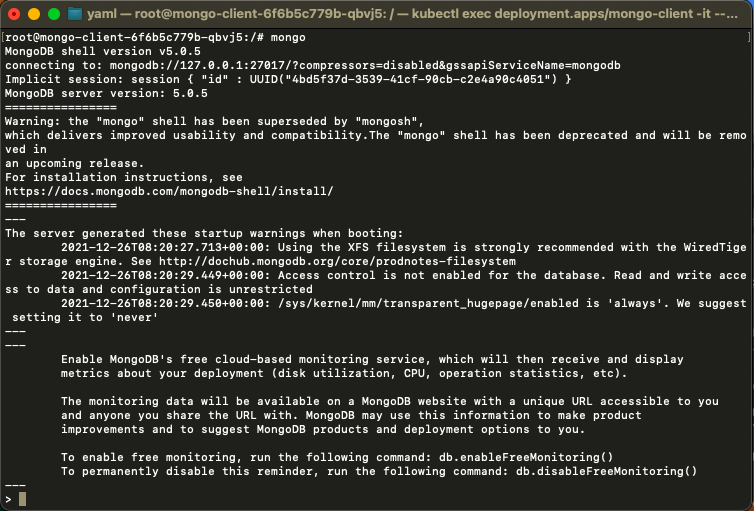 yaml — root@mongo-client-6f6b5c779b-qbvj5: / — kubectl exec deployment.apps/mongo-client -it --...
[root@mongo-client-6f6b5c779b-qbvj5:/# mongo ]
MongoDB shell version v5.0.5
connecting to: mongodb://127.0.0.1:27017/?compressors=disabled&gssapiServiceName=mongodb
Implicit session: session { "id" : UUID("4bd5f37d-3539-41cf-90cb-c2e4a90c4051") }
MongoDB server version: 5.0.5
================
Warning: the "mongo" shell has been superseded by "mongosh",
which delivers improved usability and compatibility.The "mongo" shell has been deprecated and will be remo
ved in
an upcoming release.
For installation instructions, see
https://docs.mongodb.com/mongodb-shell/install/
================
---
The server generated these startup warnings when booting:
        2021-12-26T08:20:27.713+00:00: Using the XFS filesystem is strongly recommended with the WiredTige
r storage engine. See http://dochub.mongodb.org/core/prodnotes-filesystem
        2021-12-26T08:20:29.449+00:00: Access control is not enabled for the database. Read and write acce
ss to data and configuration is unrestricted
        2021-12-26T08:20:29.450+00:00: /sys/kernel/mm/transparent_hugepage/enabled is 'always'. We suggest
 setting it to 'never'
---
---
        Enable MongoDB's free cloud-based monitoring service, which will then receive and display
        metrics about your deployment (disk utilization, CPU, operation statistics, etc).

        The monitoring data will be available on a MongoDB website with a unique URL accessible to you
        and anyone you share the URL with. MongoDB may use this information to make product
        improvements and to suggest MongoDB products and deployment options to you.

        To enable free monitoring, run the following command: db.enableFreeMonitoring()
        To permanently disable this reminder, run the following command: db.disableFreeMonitoring()
---
>